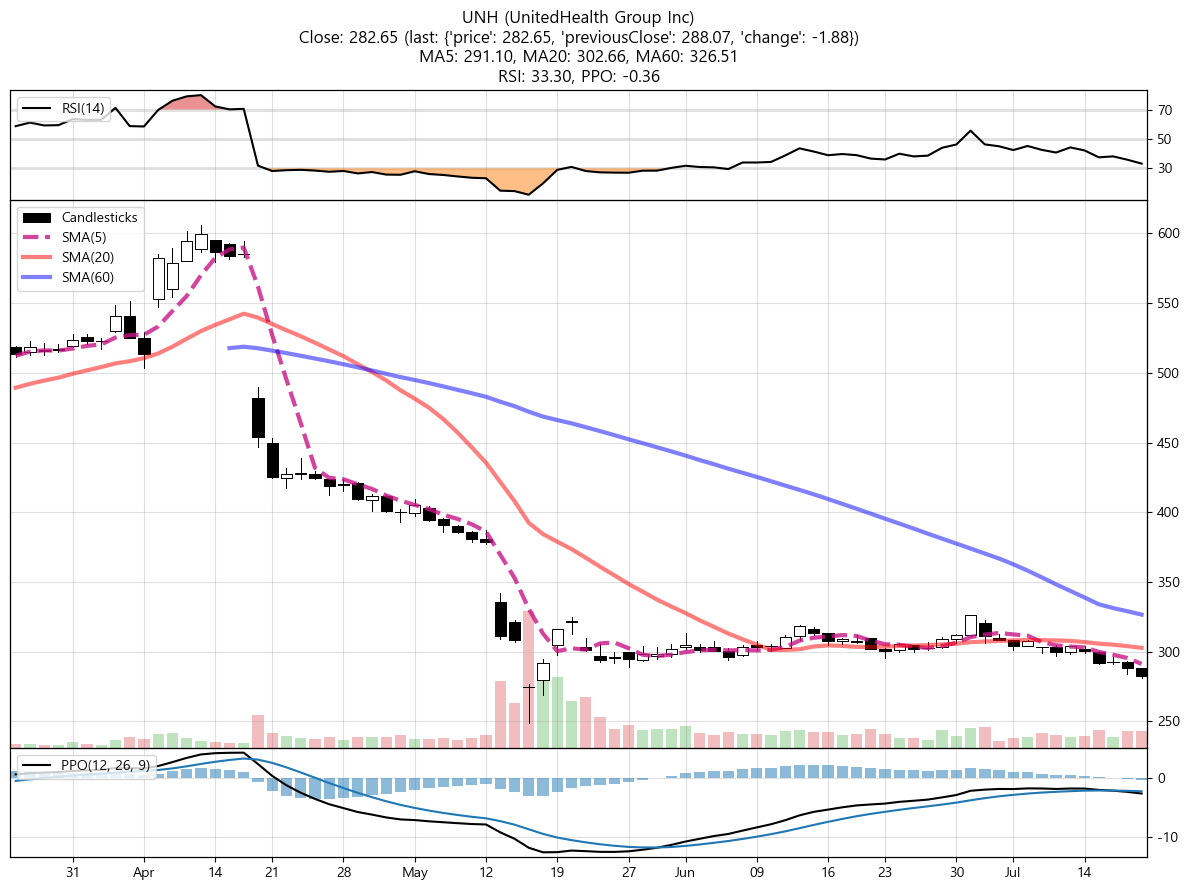 UNH (UnitedHealth Group Inc)
Close: 282.65 (last: {'price': 282.65, 'previousClose': 288.07, 'change': -1.88})
MA5: 291.10, MA20: 302.66, MA60: 326.51
RSI: 33.30, PPO: -0.36
RSI(14)
70
50
30
Candlesticks
SMA(5)
SMA(20)
SMA(60)
600
550
500
450
400
350
300
250
PPO(12, 26, 9)
0
-10
31 Apr 14 21 28 May 12 19 27 Jun 09 16 23 30 Jul 14